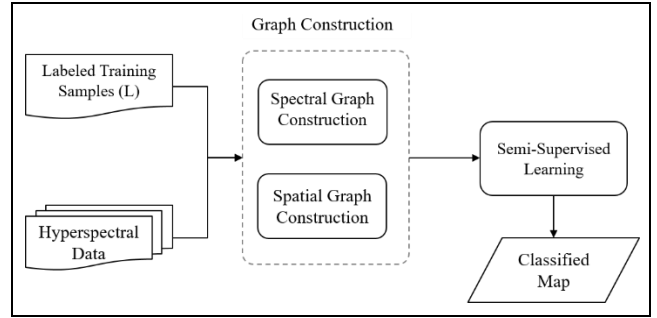 Graph Construction
Labeled Training
Samples (L)
Spectral Graph
Construction
Semi-Supervised
Learning
Spatial Graph
Construction
Hyperspectral
Data
Classified
Map